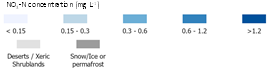 NO₃-N concentration (mg L⁻¹)
< 0.15 0.15 - 0.3 0.3 - 0.6 0.6 - 1.2 >1.2
Deserts / Xeric Snow/Ice or
Shrublands permafrost